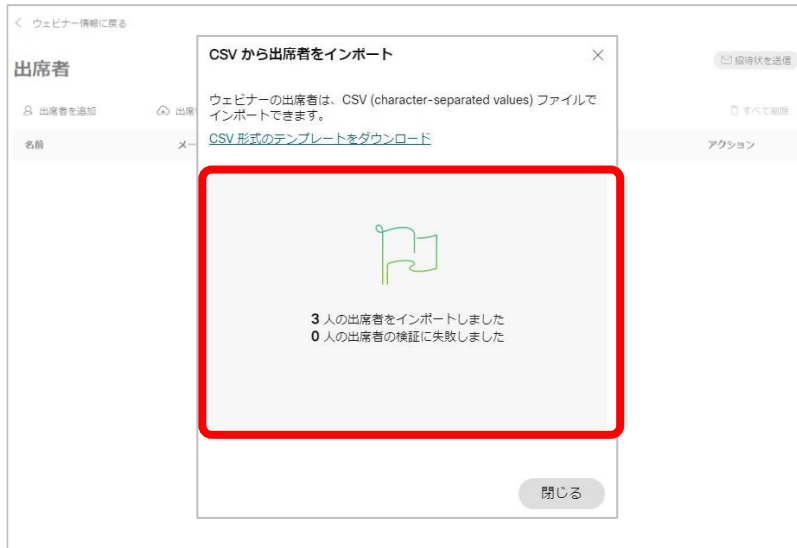 ウェビナー情報に戻る
出席者
招待状を送信
出席者を追加
出席
すべて削除
名前
メー
アクション
CSV から出席者をインポート
ウェビナーの出席者は、CSV (character-separated values) ファイルで
インポートできます。
CSV 形式のテンプレートをダウンロード
3 人の出席者をインポートしました
0 人の出席者の検証に失敗しました
閉じる